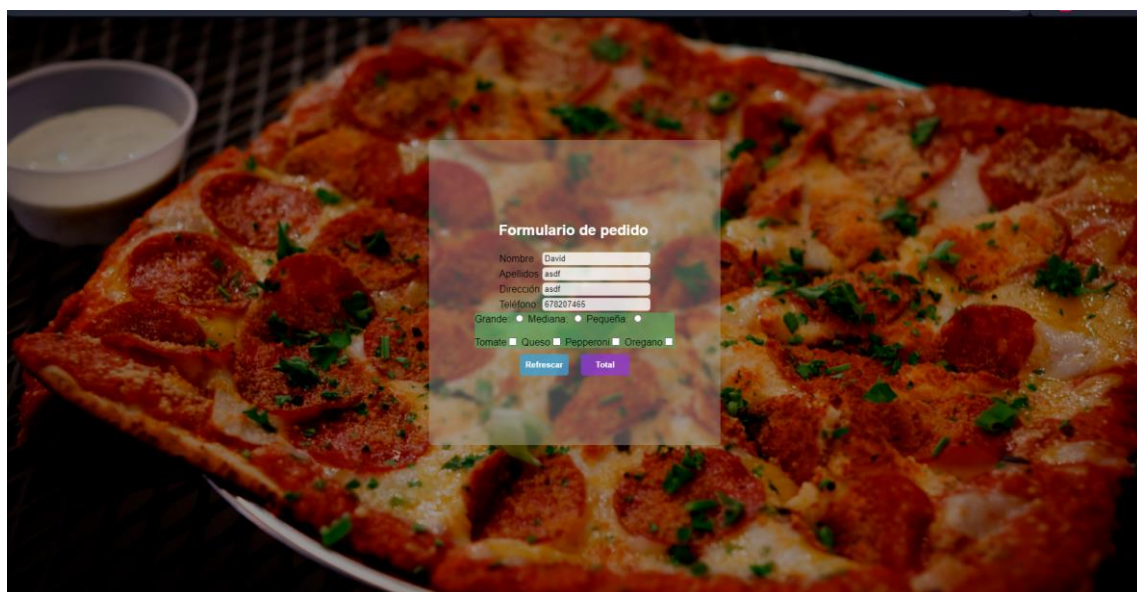 Formulario de pedido
Nombre David
Apellidos asdf
Dirección asdf
Teléfono: 678207465
Grande: Mediana: Pequeña:
Tomate Queso Pepperoni Oregano
Refrescar Total